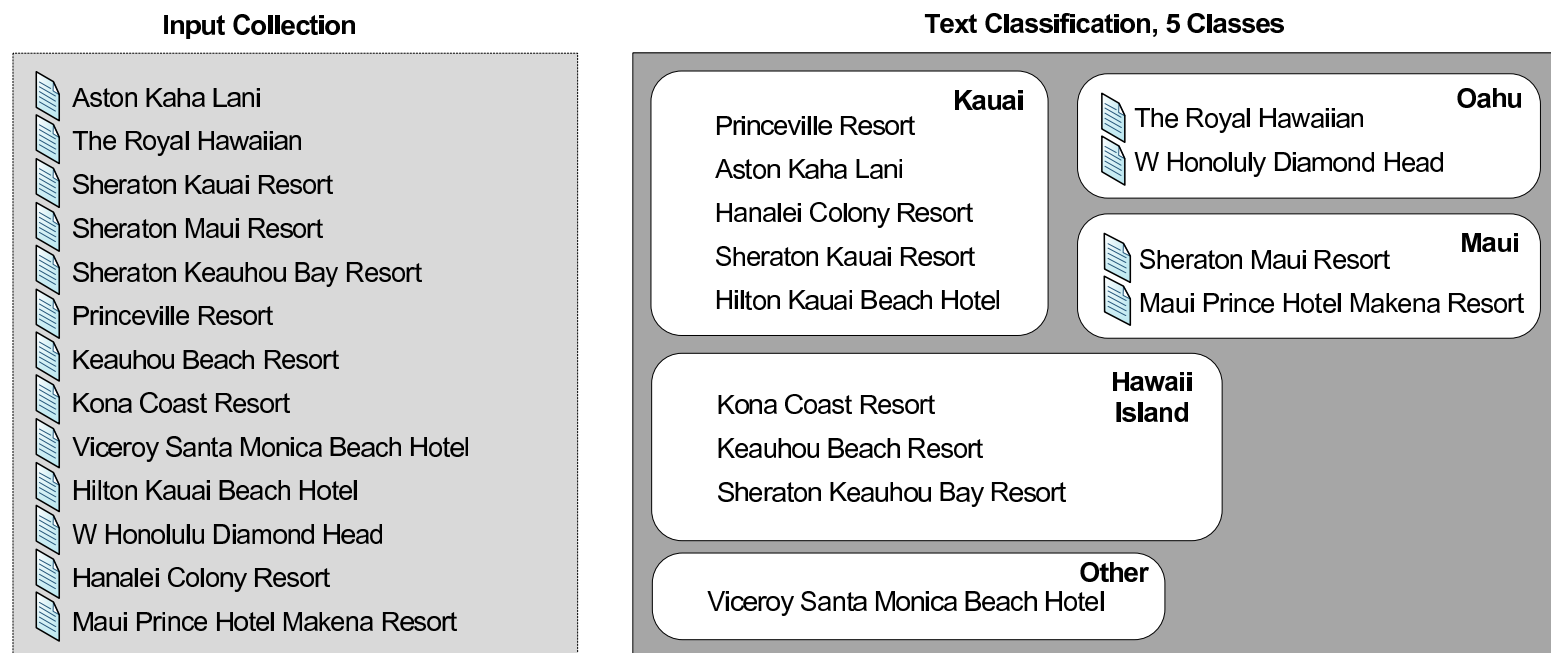 Input Collection
Aston Kaha Lani
The Royal Hawaiian
Sheraton Kauai Resort
Sheraton Maui Resort
Sheraton Keauhou Bay Resort
Princeville Resort
Keauhou Beach Resort
Kona Coast Resort
Viceroy Santa Monica Beach Hotel
Hilton Kauai Beach Hotel
W Honolulu Diamond Head
Hanalei Colony Resort
Maui Prince Hotel Makena Resort
Text Classification, 5 Classes
Kauai
Princeville Resort
Aston Kaha Lani
Hanalei Colony Resort
Sheraton Kauai Resort
Hilton Kauai Beach Hotel
Oahu
The Royal Hawaiian
W Honoluly Diamond Head
Maui
Sheraton Maui Resort
Maui Prince Hotel Makena Resort
Hawaii
Island
Kona Coast Resort
Keauhou Beach Resort
Sheraton Keauhou Bay Resort
Other
Viceroy Santa Monica Beach Hotel